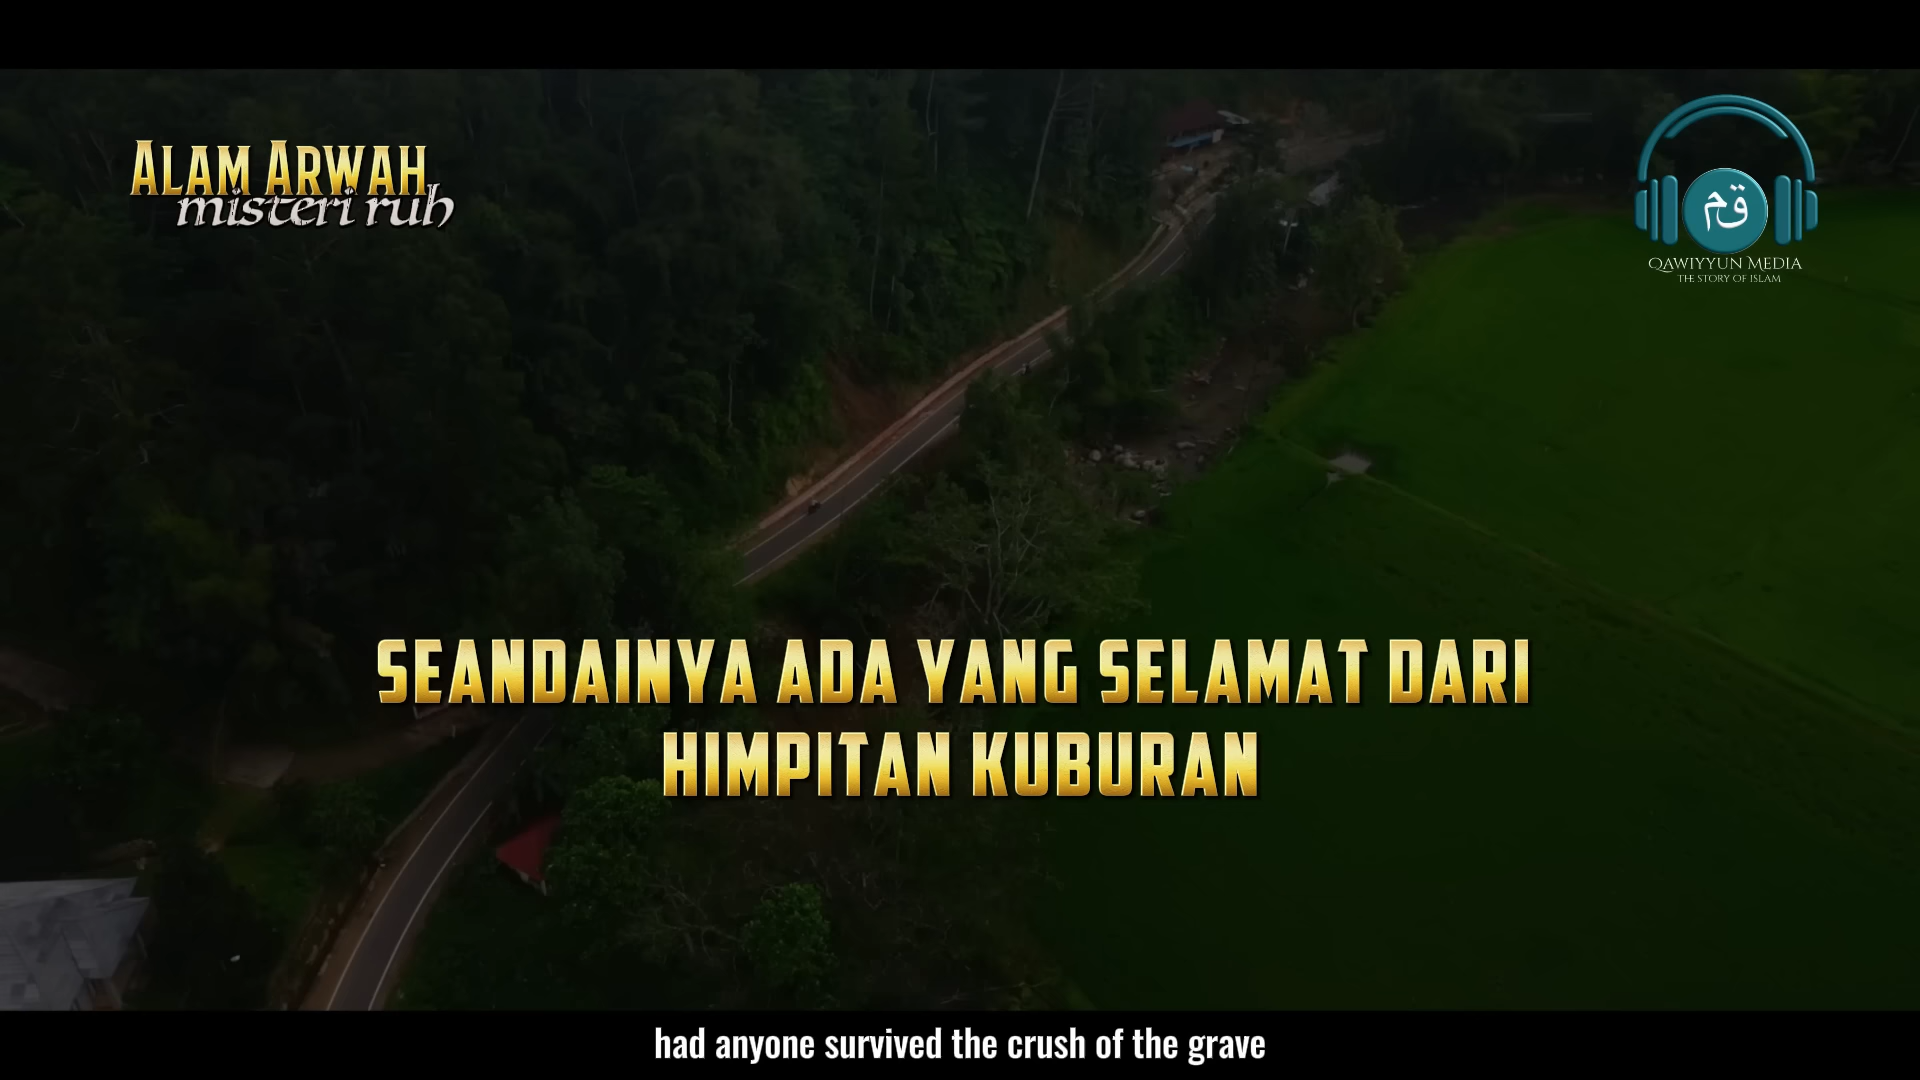 ALAM ARWAH
misteri ruh
قم
QAWIYYUN MEDIA
THE STORY OF ISLAM
SEANDAINYA ADA YANG SELAMAT DARI
HIMPITAN KUBURAN
had anyone survived the crush of the grave